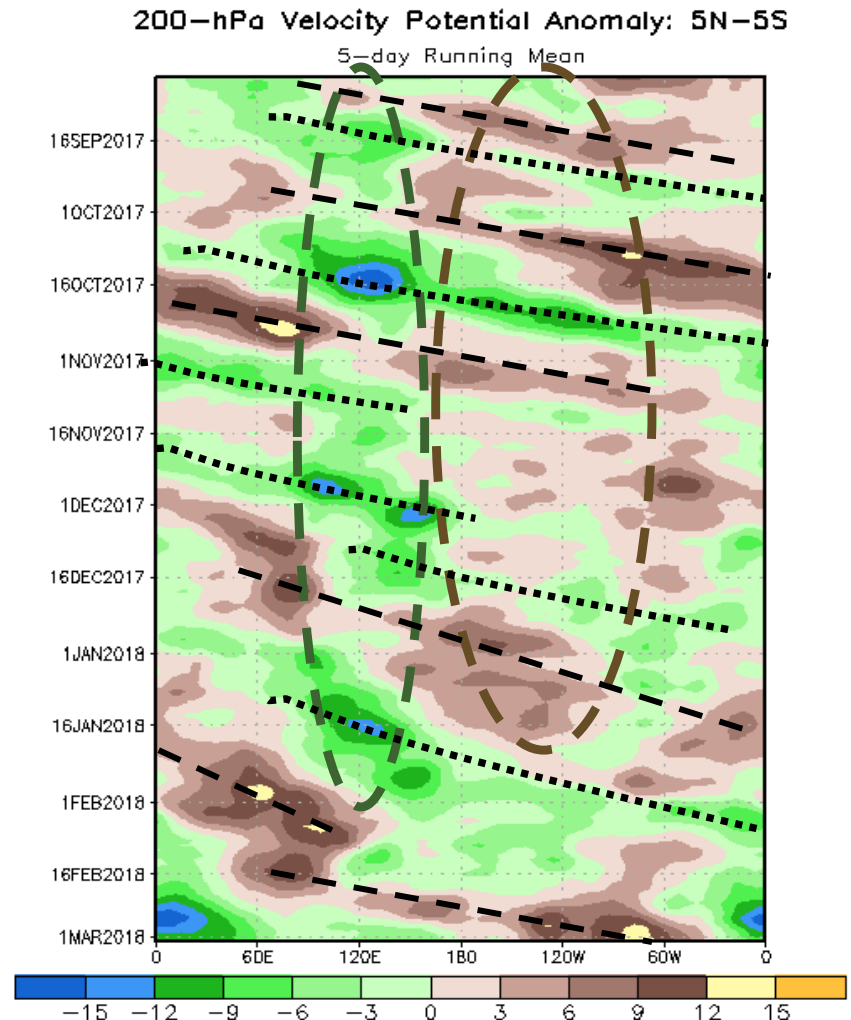 200-hPa Velocity Potential Anomaly: 5N-5S
5-day Running Mean
16SEP2017
1OCT2017
16OCT2017
1NOV2017
16NOV2017
1DEC2017
16DEC2017
1JAN2018
16JAN2018
1FEB2018
16FEB2018
1MAR2018
0 60E 120E 180 120W 60W 0
-15 -12 -9 -6 -3 0 3 6 9 12 15